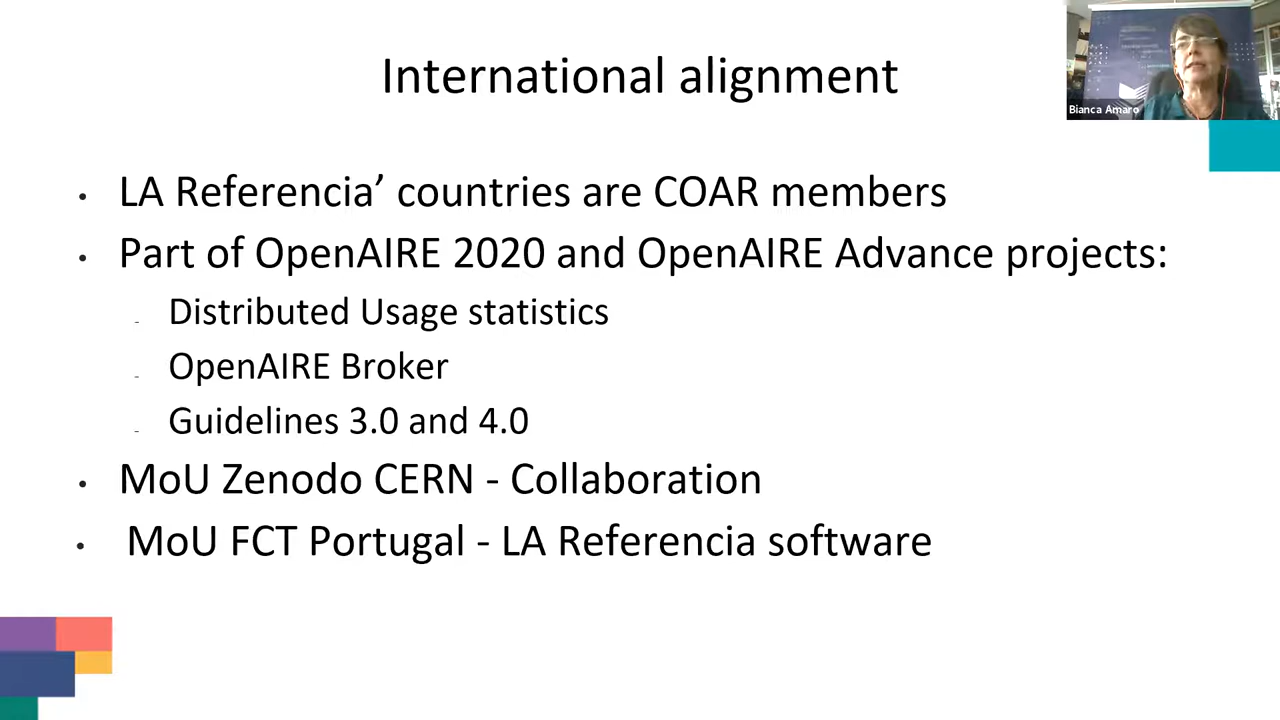 International alignment
Bianca Amaro
• LA Referencia’ countries are COAR members
• Part of OpenAIRE 2020 and OpenAIRE Advance projects:
- Distributed Usage statistics
- OpenAIRE Broker
- Guidelines 3.0 and 4.0
• MoU Zenodo CERN - Collaboration
• MoU FCT Portugal - LA Referencia software